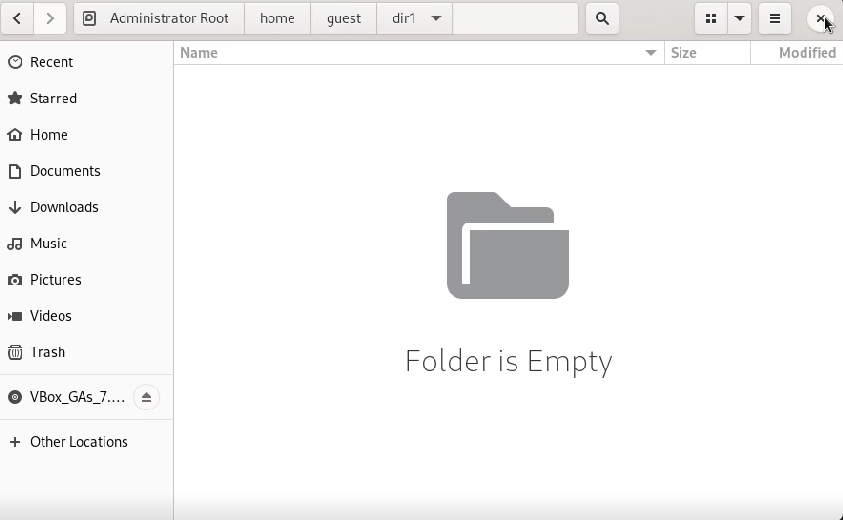 Administrator Root home guest dir1
Name Size Modified
Recent
Starred
Home
Documents
Downloads
Music
Pictures
Videos
Trash
VBox_GAs_7....
Other Locations
Folder is Empty